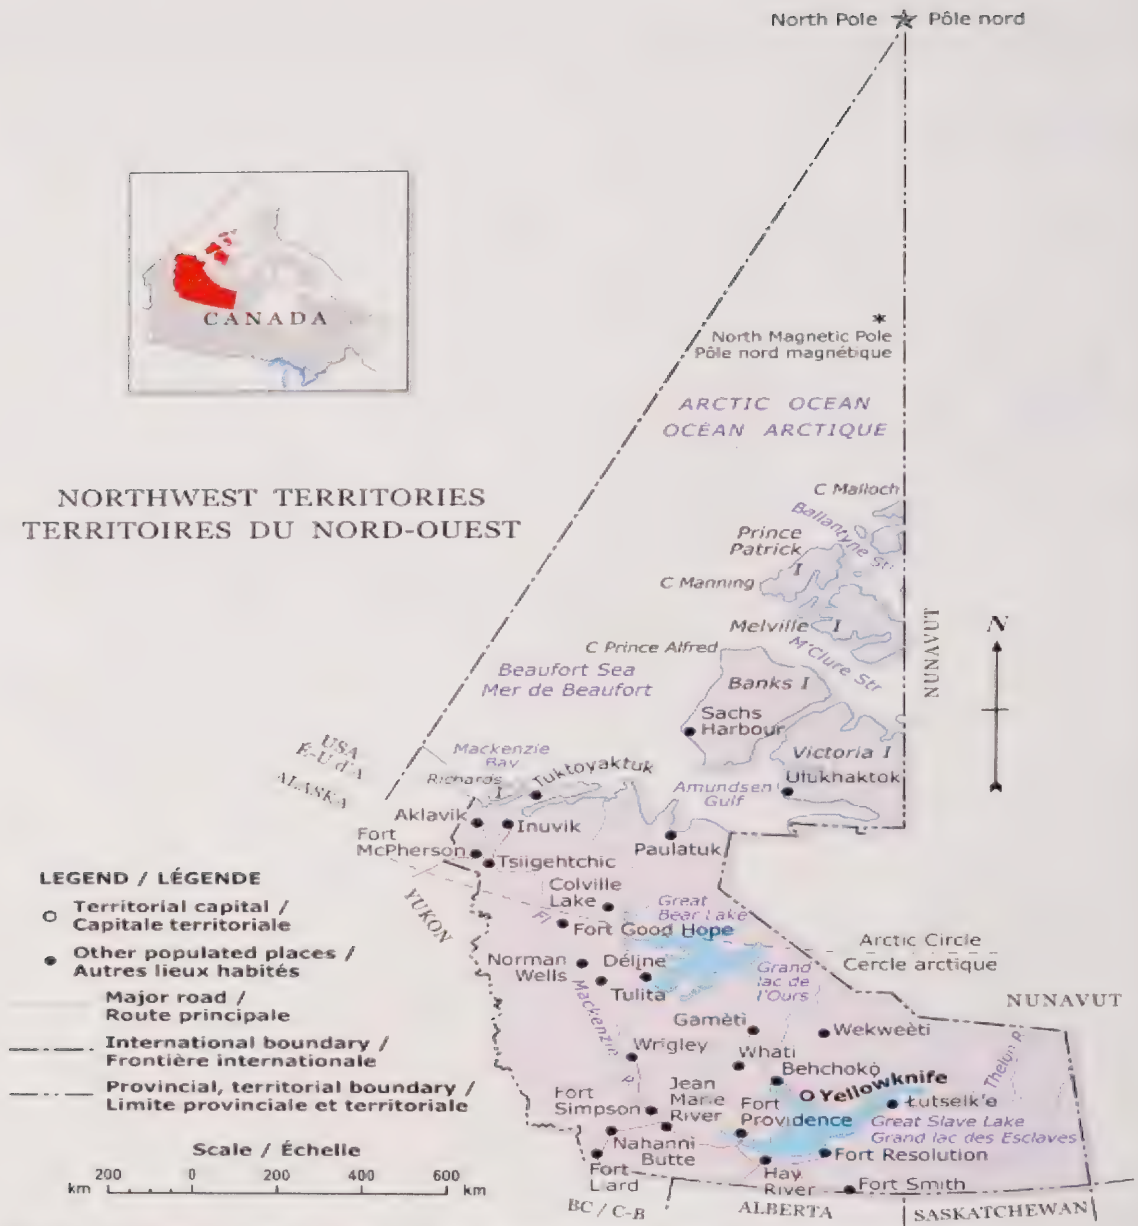 North Pole Pôle nord
CANADA
North Magnetic Pole
Pôle nord magnétique
ARCTIC OCEAN
OCÉAN ARCTIQUE
NORTHWEST TERRITORIES
TERRITOIRES DU NORD-OUEST
C Malloch
Ballantyne Str
Prince
Patrick
I
C Manning
Melville I
M'Clure Str
C Prince Alfred
NUNAVUT
N
Beaufort Sea
Mer de Beaufort
Banks I
Sachs
Harbour
Victoria I
USA
É-U d'A
ALASKA
Mackenzie
Bay
Richards
I
Tuktoyaktuk
Amundsen
Gulf
Ulukhaktok
Aklavik
Inuvik
Fort
McPherson
Tsiigehtchic
Paulatuk
YUKON
Colville
Lake
Great
Bear Lake
Fort Good Hope
Arctic Circle
Cercle arctique
Norman
Wells
Déljne
Tulita
Grand
lac de
l'Ours
Mackenzie R
NUNAVUT
Gamètì
Wekweètì
Wrigley
Whatì
Behchokò
Thelon R
Yellowknife
Łutselk'e
Fort
Simpson
Jean
Marie
River
Fort
Providence
Great Slave Lake
Grand lac des Esclaves
Nahanni
Butte
Fort Resolution
Fort
Liard
Hay
River
Fort Smith
BC / C-B
ALBERTA
SASKATCHEWAN
LEGEND / LÉGENDE
Territorial capital /
Capitale territoriale
Other populated places /
Autres lieux habités
Major road /
Route principale
International boundary /
Frontière internationale
Provincial, territorial boundary /
Limite provinciale et territoriale
Scale / Échelle
km 200 0 200 400 600 km